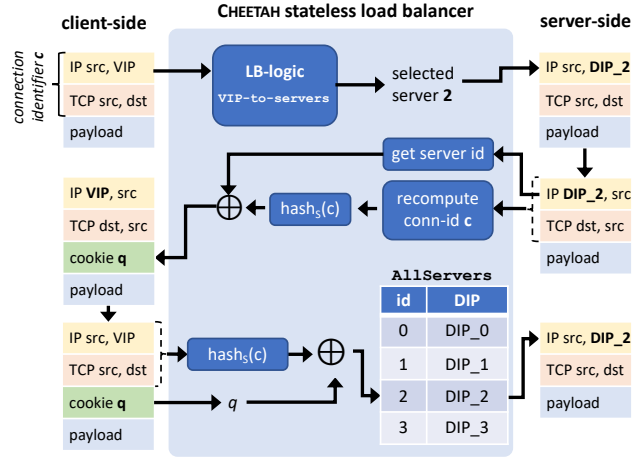 client-side
CHEETAH stateless load balancer
server-side
connection
identifier c
IP src, VIP
TCP src, dst
payload
LB-logic
VIP-to-servers
selected
server 2
IP src, DIP_2
TCP src, dst
payload
get server id
IP VIP, src
TCP dst, src
cookie q
payload
hashS(c)
recompute
conn-id c
IP DIP_2, src
TCP dst, src
payload
AllServers
id DIP
0 DIP_0
1 DIP_1
2 DIP_2
3 DIP_3
IP src, VIP
TCP src, dst
cookie q
payload
hashS(c)
q
IP src, DIP_2
TCP src, dst
payload